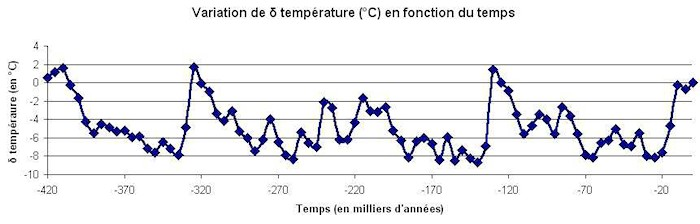 Variation de δ température (°C) en fonction du temps
δ températaure (en °C)
4
2
0
-2
-4
-6
-8
-10
-420 -370 -320 -270 -220 -170 -120 -70 -20
Temps (en milliers d'années)